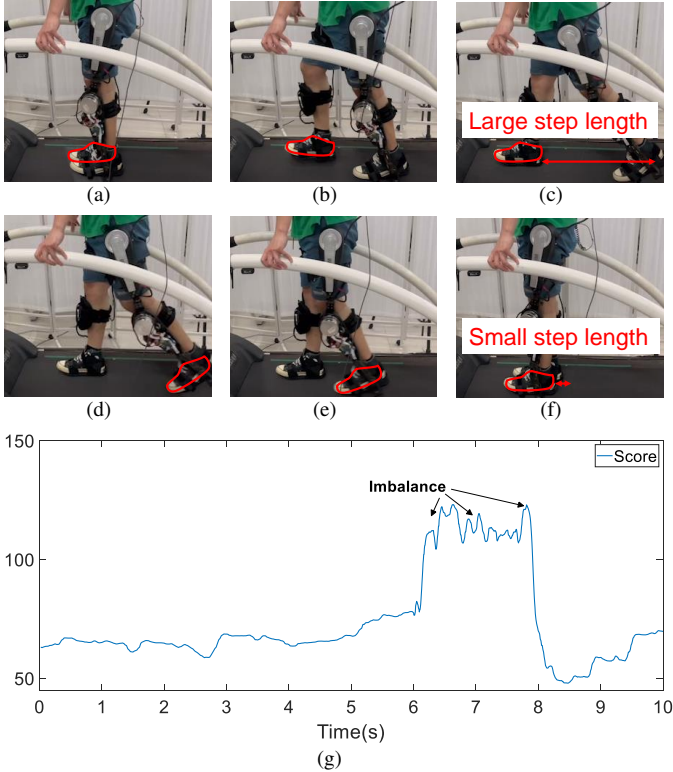 (a)
(b)
Large step length
(c)
(d)
(e)
Small step length
(f)
150
100
50
Score
Imbalance
0 1 2 3 4 5 6 7 8 9 10
Time(s)
(g)